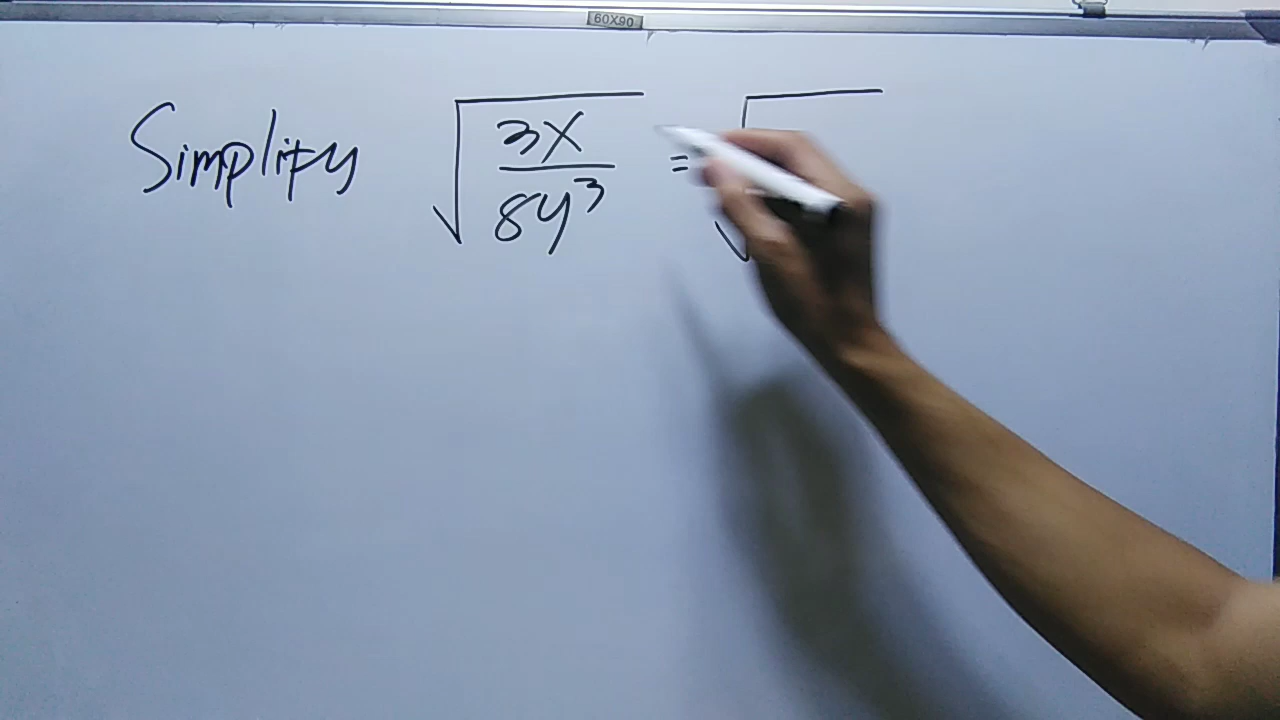 60X90
Simplify √(3x/8y³) = √